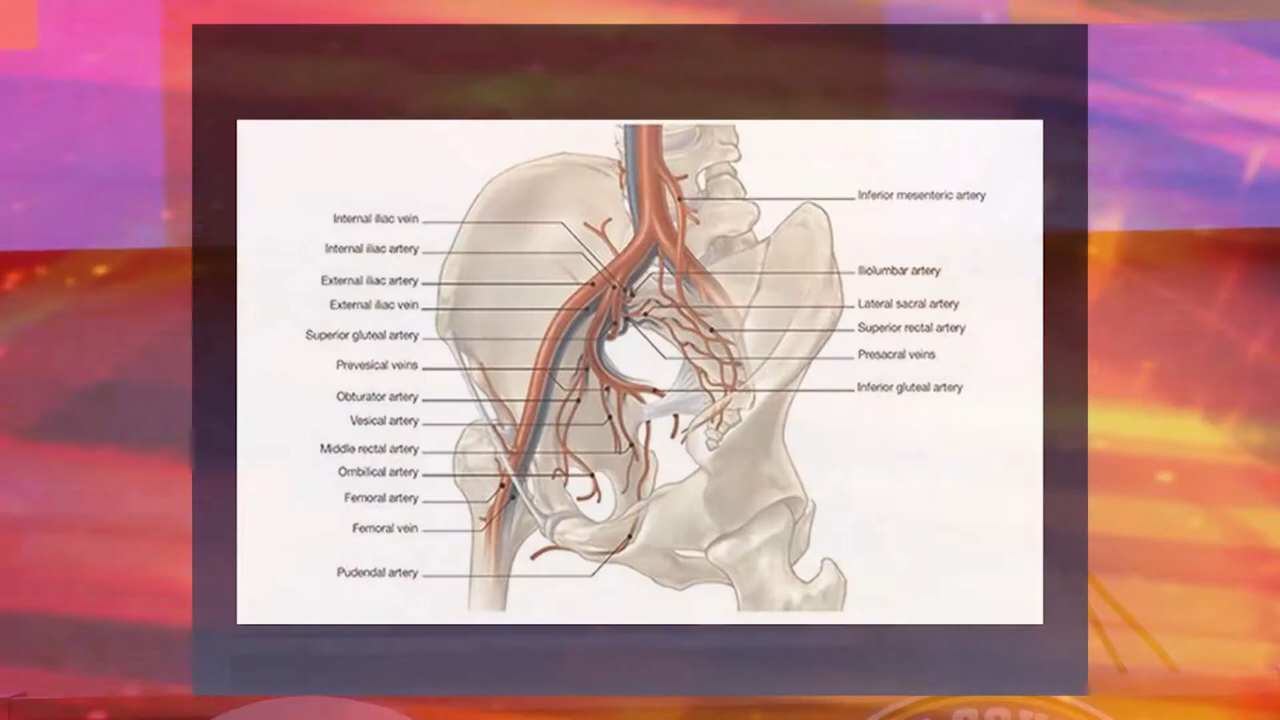 Internal iliac vein
Internal iliac artery
External iliac artery
External iliac vein
Superior gluteal artery
Prevesical veins
Obturator artery
Vesical artery
Middle rectal artery
Ombilical artery
Femoral artery
Femoral vein
Pudendal artery
Inferior mesenteric artery
Iliolumbar artery
Lateral sacral artery
Superior rectal artery
Presacral veins
Inferior gluteal artery